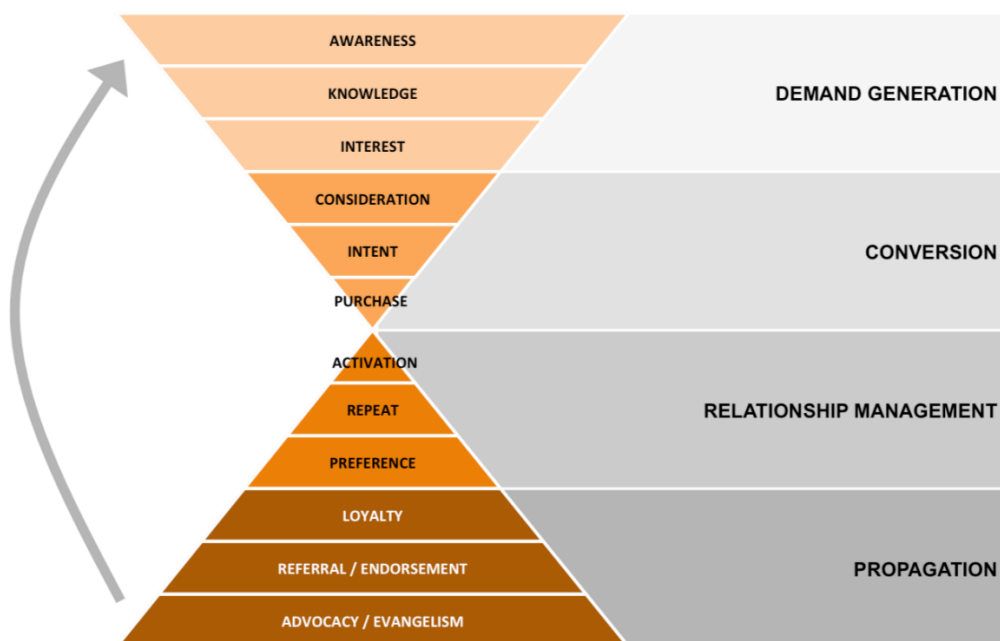 AWARENESS
KNOWLEDGE
DEMAND GENERATION
INTEREST
CONSIDERATION
INTENT
CONVERSION
PURCHASE
ACTIVATION
REPEAT
RELATIONSHIP MANAGEMENT
PREFERENCE
LOYALTY
REFERRAL / ENDORSEMENT
PROPAGATION
ADVOCACY / EVANGELISM